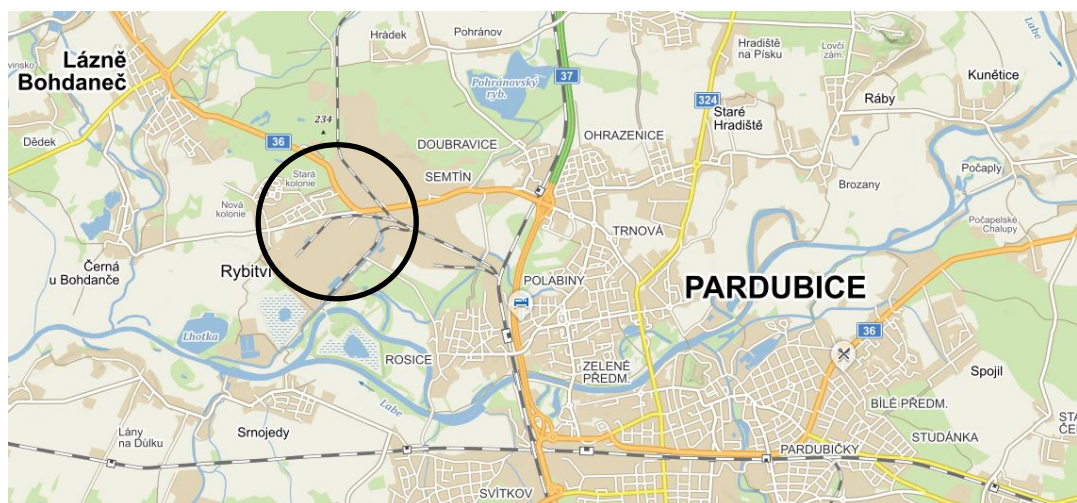 Hrádek
Pohránov
Labe
Lázně
Bohdaneč
37
Pohránovský
ryb.
Hradiště
na Písku
Lovčí
zám.
Kunětice
Ráby
324
Staré
Hradiště
Dědek
36
234
DOUBRAVICE
OHRAZENICE
Stará
kolonie
SEMTÍN
Počaply
Brozany
Nová
kolonie
Počapelské
Chalupy
TRNOVÁ
Černá
u Bohdanče
Rybitví
POLABINY
PARDUBICE
Lhotka
36
ROSICE
ZELENÉ
PŘEDM.
Spojil
Labe
BÍLÉ PŘEDM.
Lány
na Důlku
Srnojedy
STUDÁNKA
PARDUBIČKY
SVÍTKOV